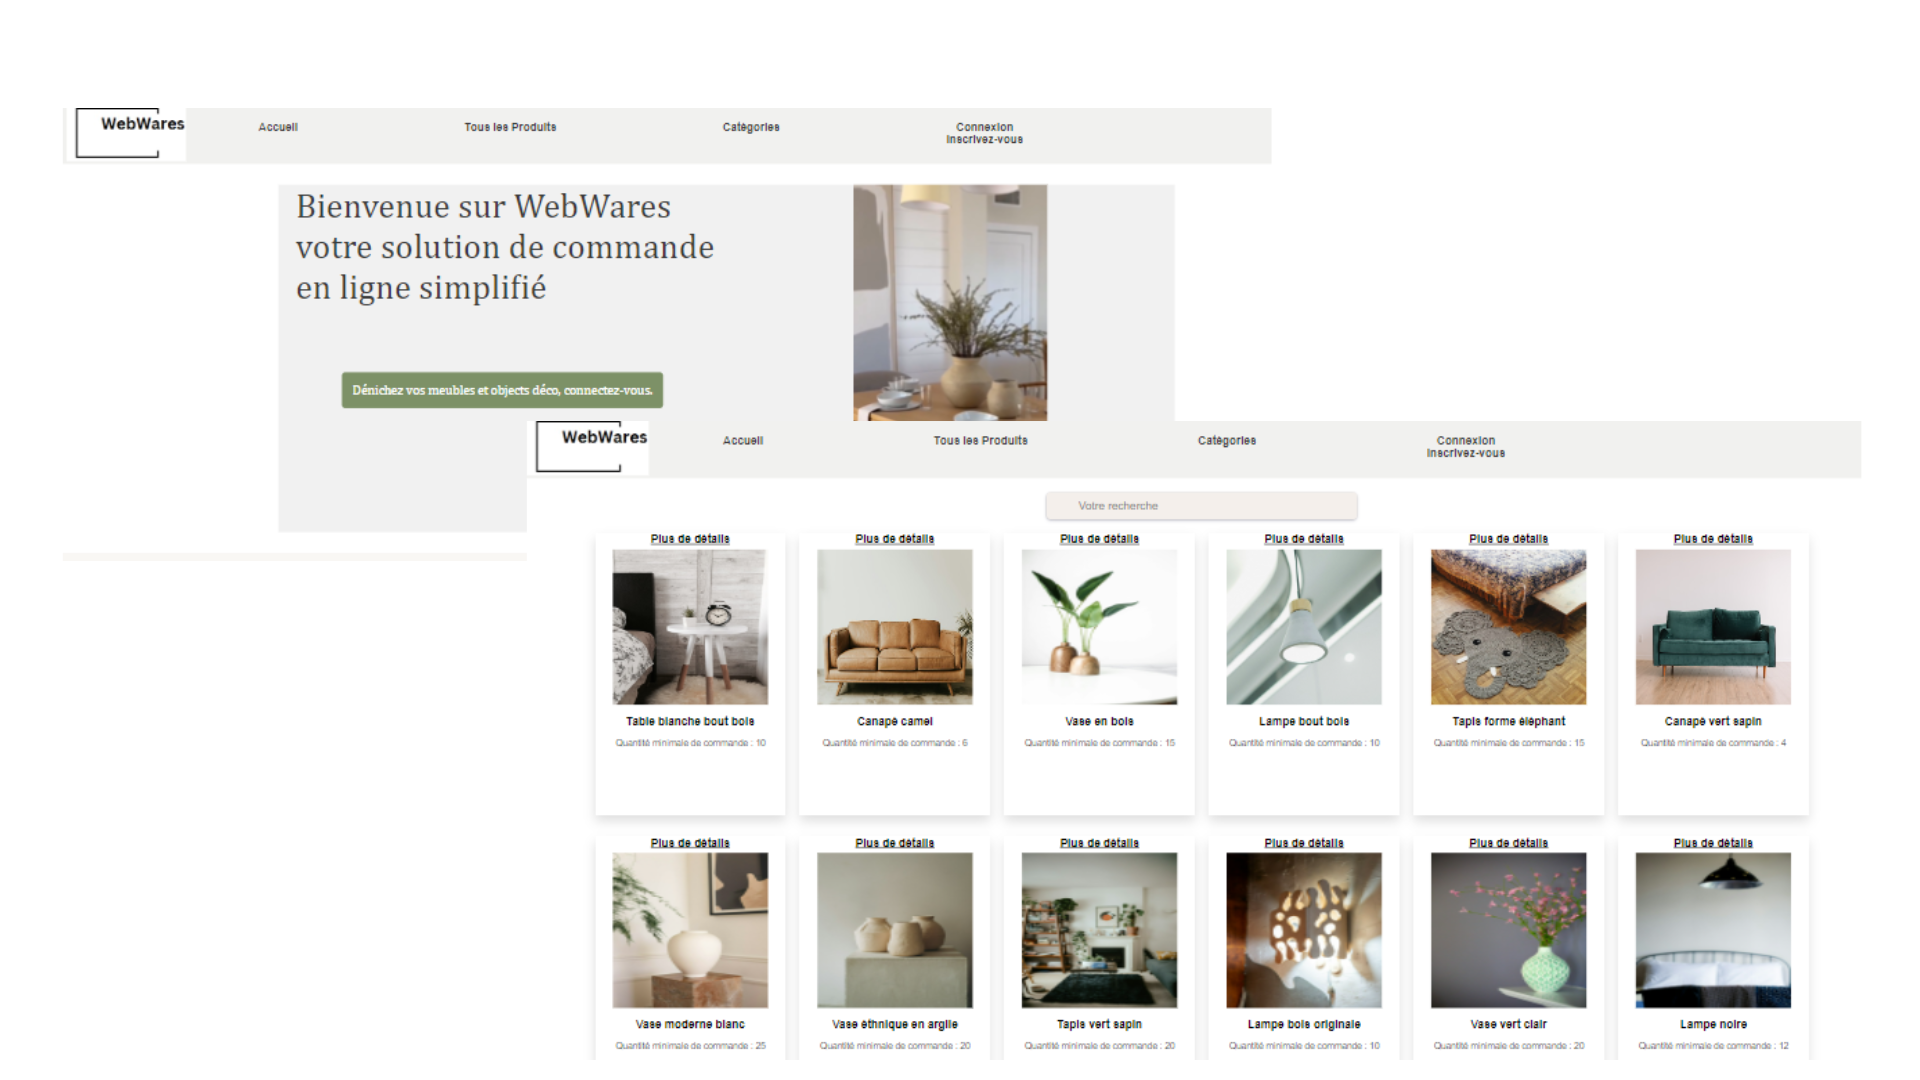 WebWares
Accueil
Tous les Produits
Catégories
Connexion
Inscrivez-vous
Bienvenue sur WebWares
votre solution de commande
en ligne simplifié
Dénichez vos meubles et objects déco, connectez-vous.
WebWares
Accueil
Tous les Produits
Catégories
Connexion
Inscrivez-vous
Votre recherche
Plus de détails
Table blanche bout bois
Quantité minimale de commande : 10
Plus de détails
Canapé camel
Quantité minimale de commande : 6
Plus de détails
Vase en bois
Quantité minimale de commande : 15
Plus de détails
Lampe bout bois
Quantité minimale de commande : 10
Plus de détails
Tapis forme éléphant
Quantité minimale de commande : 15
Plus de détails
Canapé vert sapin
Quantité minimale de commande : 4
Plus de détails
Vase moderne blanc
Quantité minimale de commande : 25
Plus de détails
Vase éthnique en argile
Quantité minimale de commande : 20
Plus de détails
Tapis vert sapin
Quantité minimale de commande : 20
Plus de détails
Lampe bois originale
Quantité minimale de commande : 10
Plus de détails
Vase vert clair
Quantité minimale de commande : 20
Plus de détails
Lampe noire
Quantité minimale de commande : 12